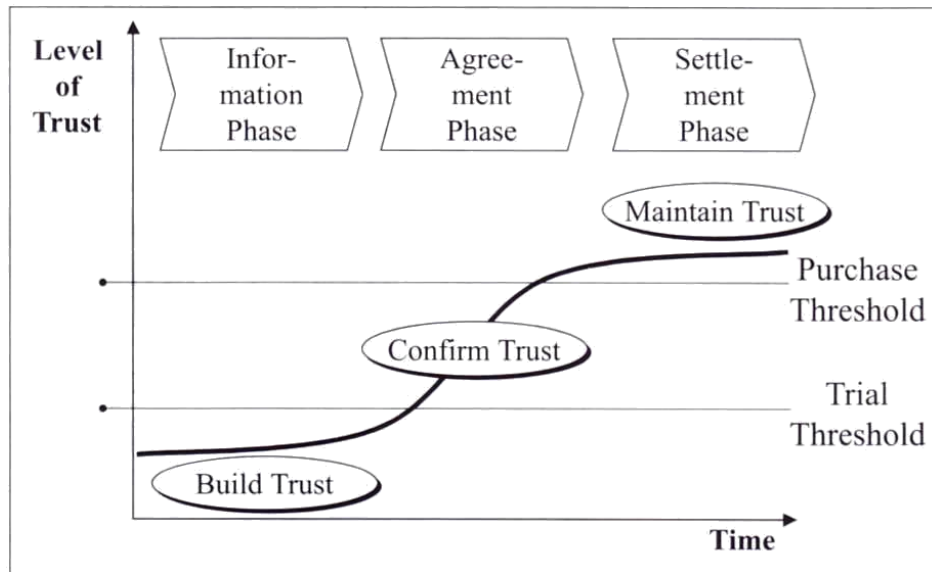 Level
of
Trust
Infor-
mation
Phase
Agree-
ment
Phase
Settle-
ment
Phase
Maintain Trust
Purchase
Threshold
Confirm Trust
Trial
Threshold
Build Trust
Time